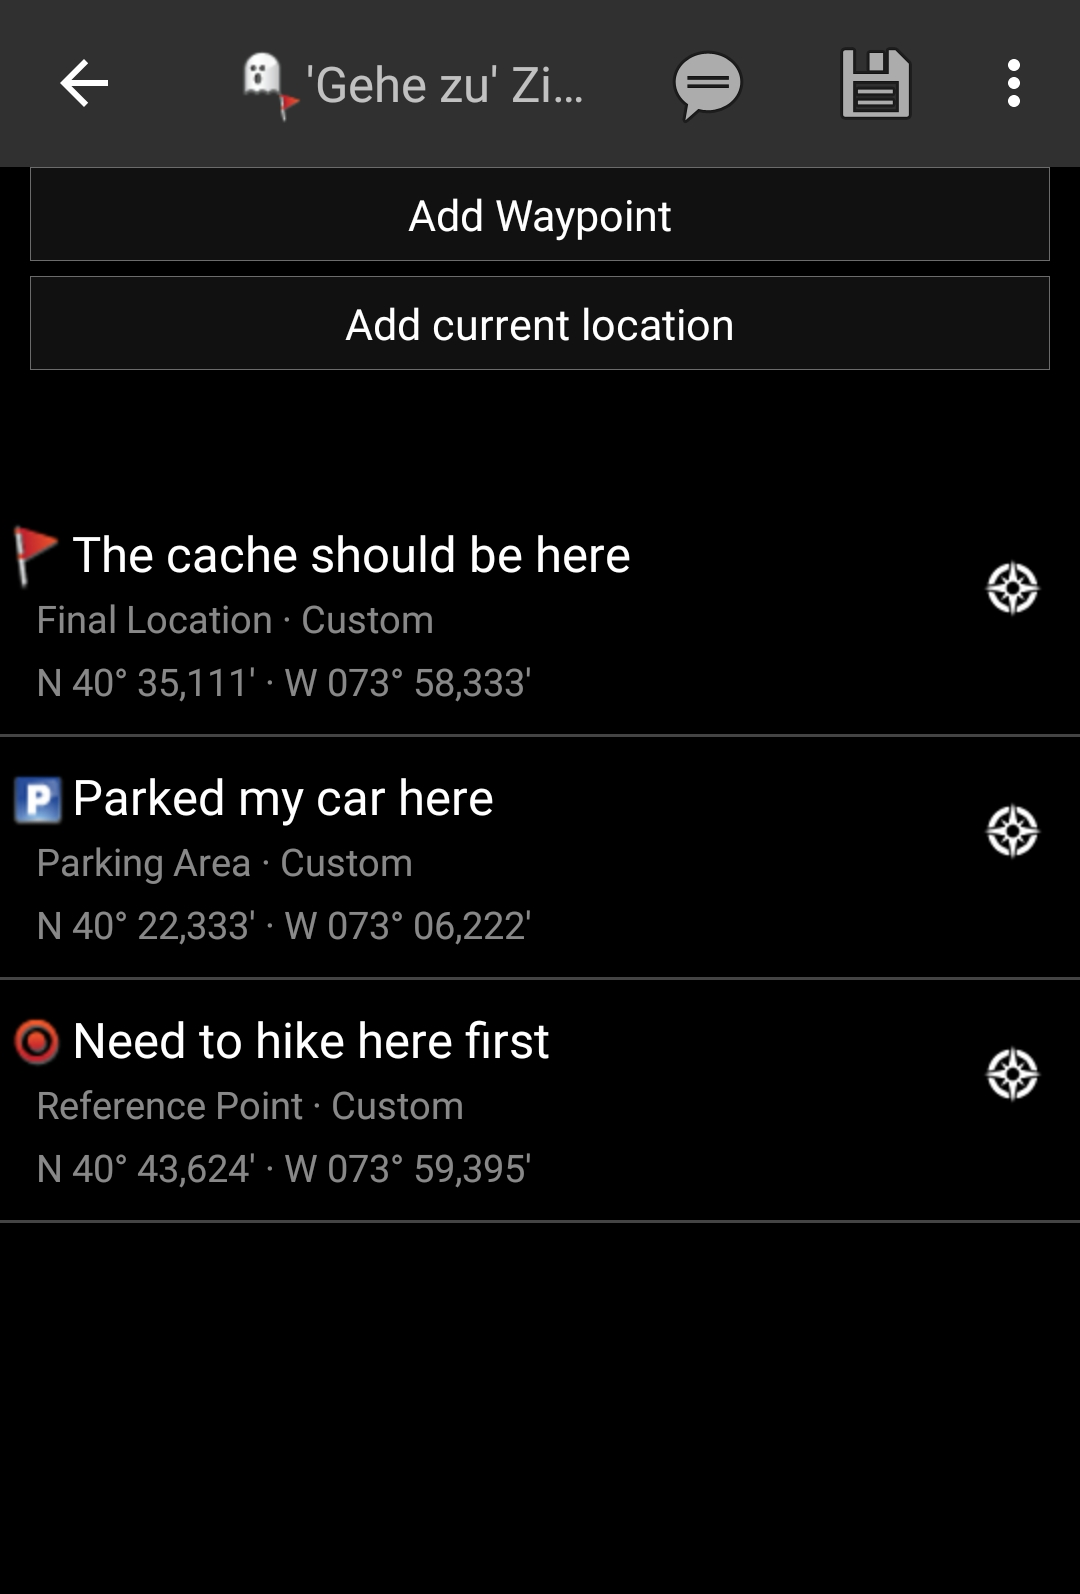 'Gehe zu' Zi...
Add Waypoint
Add current location
The cache should be here
Final Location · Custom
N 40° 35,111' · W 073° 58,333'
P Parked my car here
Parking Area · Custom
N 40° 22,333' · W 073° 06,222'
Need to hike here first
Reference Point · Custom
N 40° 43,624' · W 073° 59,395'